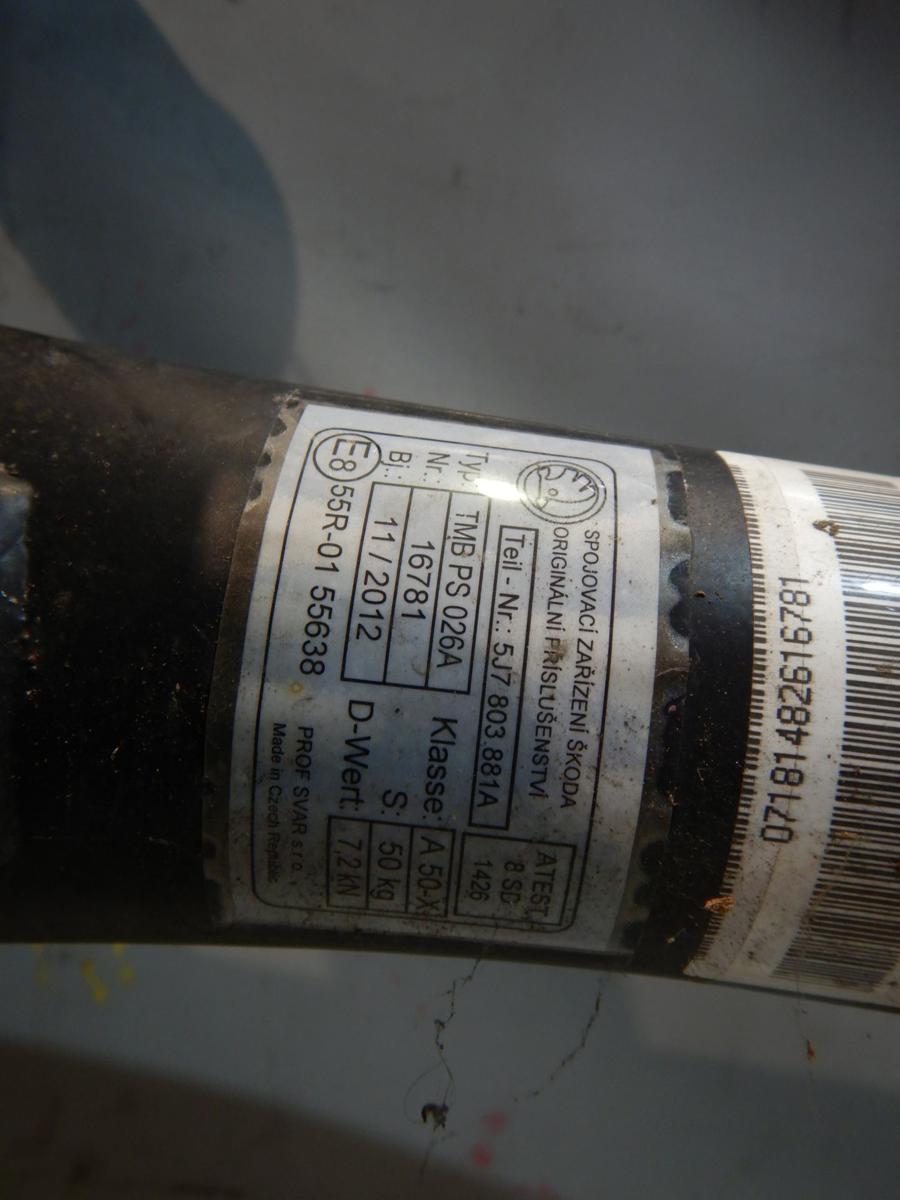 SPOJOVACÍ ZAŘÍZENÍ ŠKODA
ORIGINÁLNÍ PŘÍSLUŠENSTVÍ
ATEST
8 SD
1426
Teil - Nr.: 5J7 803 881A
Typ: TMB PS 026A
Klasse: A 50-X
Nr.: 16781
S: 50 kg
Bj.: 11 / 2012
D-Wert: 7,2 kN
E8 55R-01 55638
PROF SVAR s.r.o.,
Made in Czech Republic